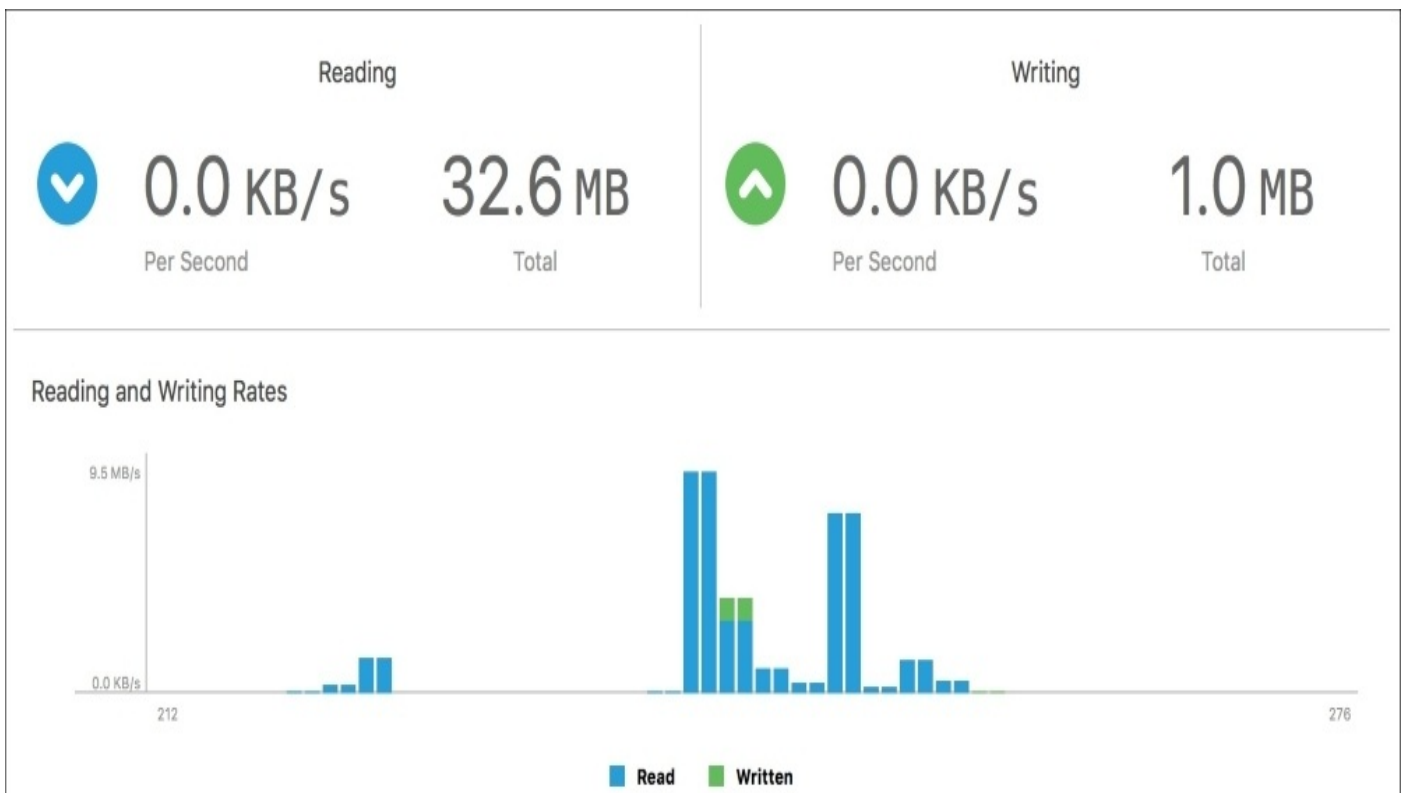 Reading
Writing
0.0 KB/s 32.6 MB
0.0 KB/s 1.0 MB
Per Second Total
Per Second Total
Reading and Writing Rates
9.5 MB/s
0.0 KB/s
212 276
Read Written